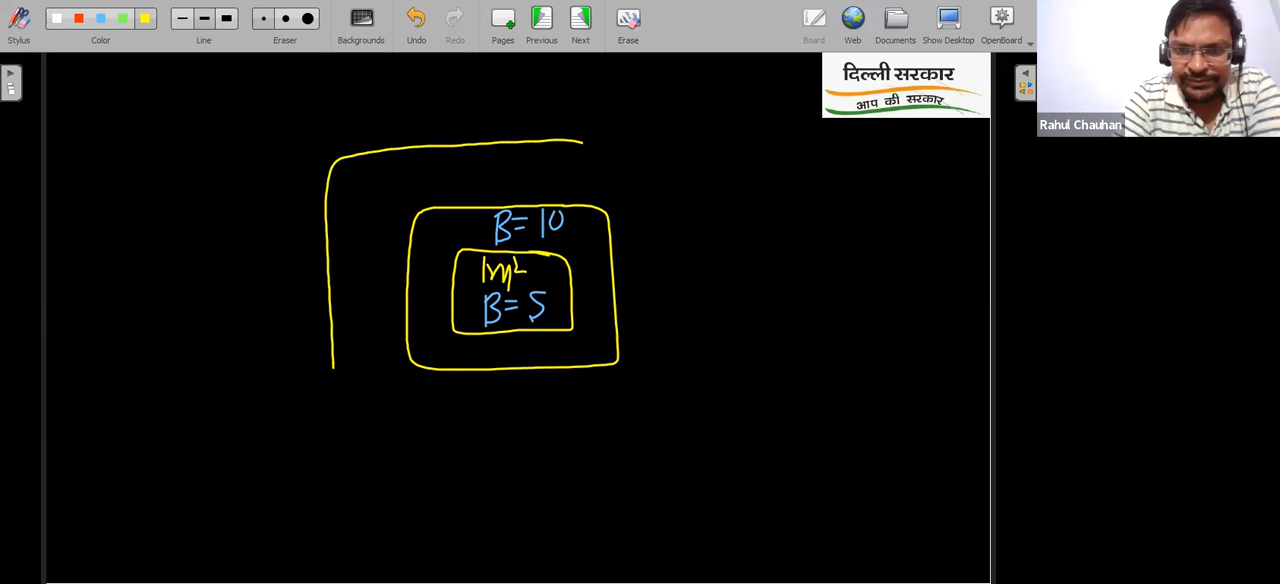 Stylus
Color
Line
Eraser
Backgrounds
Undo
Redo
Pages
Previous
Next
Erase
Board
Web
Documents
Show Desktop
OpenBoard
दिल्ली सरकार
आप की सरकार
Rahul Chauhan
B= 10
1m²
B= 5